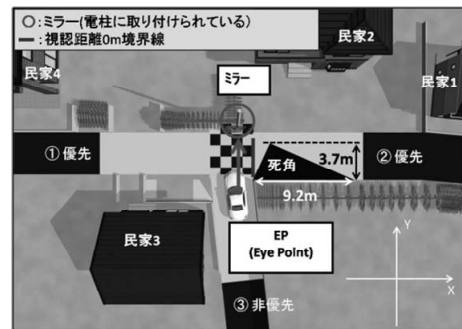 ○:ミラー(電柱に取り付けられている)
ー:視認距離0m境界線
民家2
民家1
民家4
ミラー
①優先
死角
3.7m
②優先
9.2m
民家3
EP
(Eye Point)
Y
X
③非優先